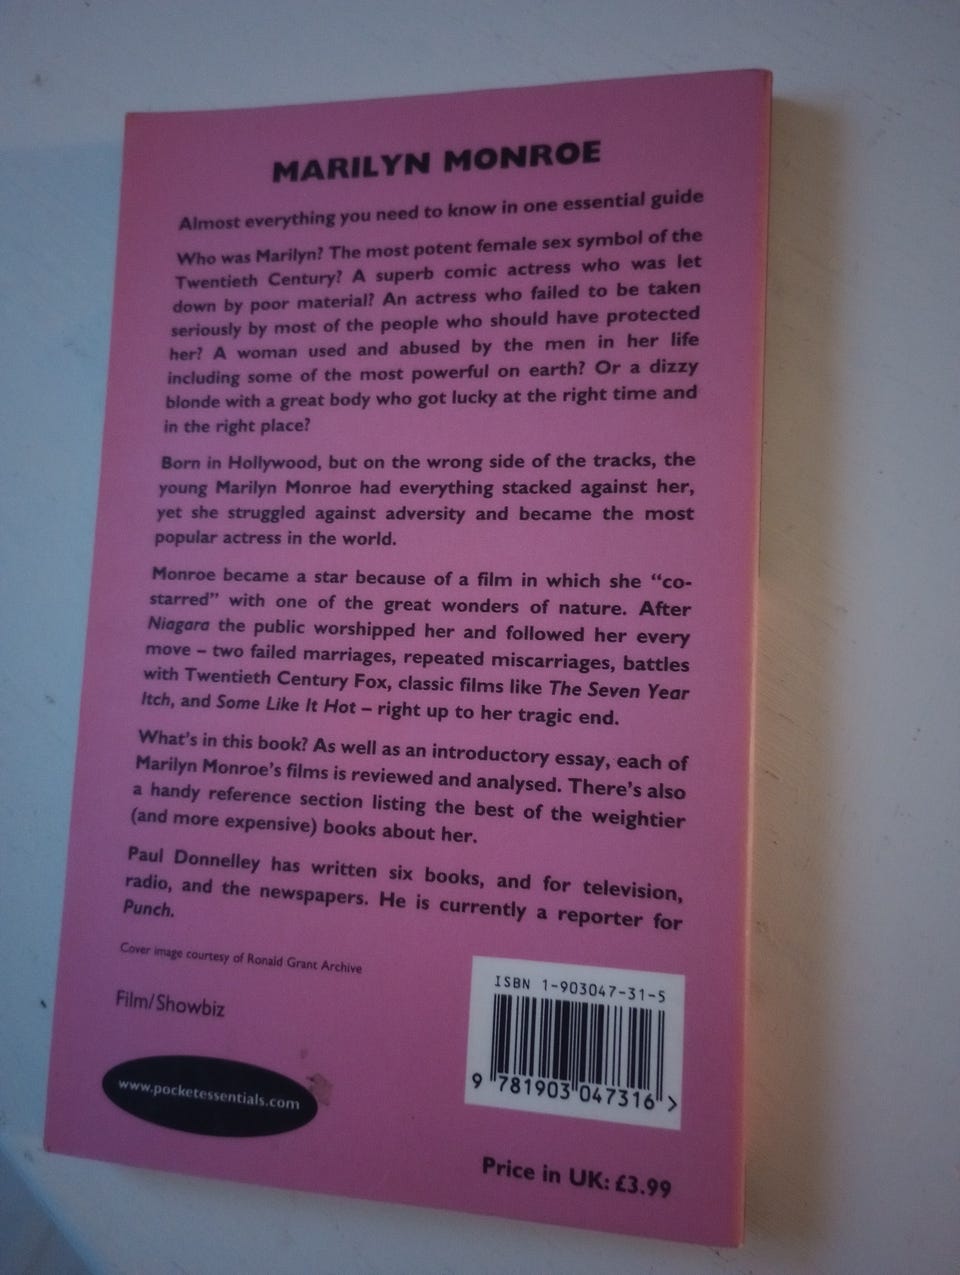 MARILYN MONROE
Almost everything you need to know in one essential guide
Who was Marilyn? The most potent female sex symbol of the
Twentieth Century? A superb comic actress who was let
down by poor material? An actress who failed to be taken
seriously by most of the people who should have protected
her? A woman used and abused by the men in her life
including some of the most powerful on earth? Or a dizzy
blonde with a great body who got lucky at the right time and
in the right place?
Born in Hollywood, but on the wrong side of the tracks, the
young Marilyn Monroe had everything stacked against her,
yet she struggled against adversity and became the most
popular actress in the world.
Monroe became a star because of a film in which she “co-
starred” with one of the great wonders of nature. After
Niagara the public worshipped her and followed her every
move – two failed marriages, repeated miscarriages, battles
with Twentieth Century Fox, classic films like The Seven Year
Itch, and Some Like It Hot – right up to her tragic end.
What’s in this book? As well as an introductory essay, each of
Marilyn Monroe’s films is reviewed and analysed. There’s also
a handy reference section listing the best of the weightier
(and more expensive) books about her.
Paul Donnelley has written six books, and for television,
radio, and the newspapers. He is currently a reporter for
Punch.
Cover image courtesy of Ronald Grant Archive
Film/Showbiz
www.pocketessentials.com
ISBN 1-903047-31-5
9 781903 047316 >
Price in UK: £3.99